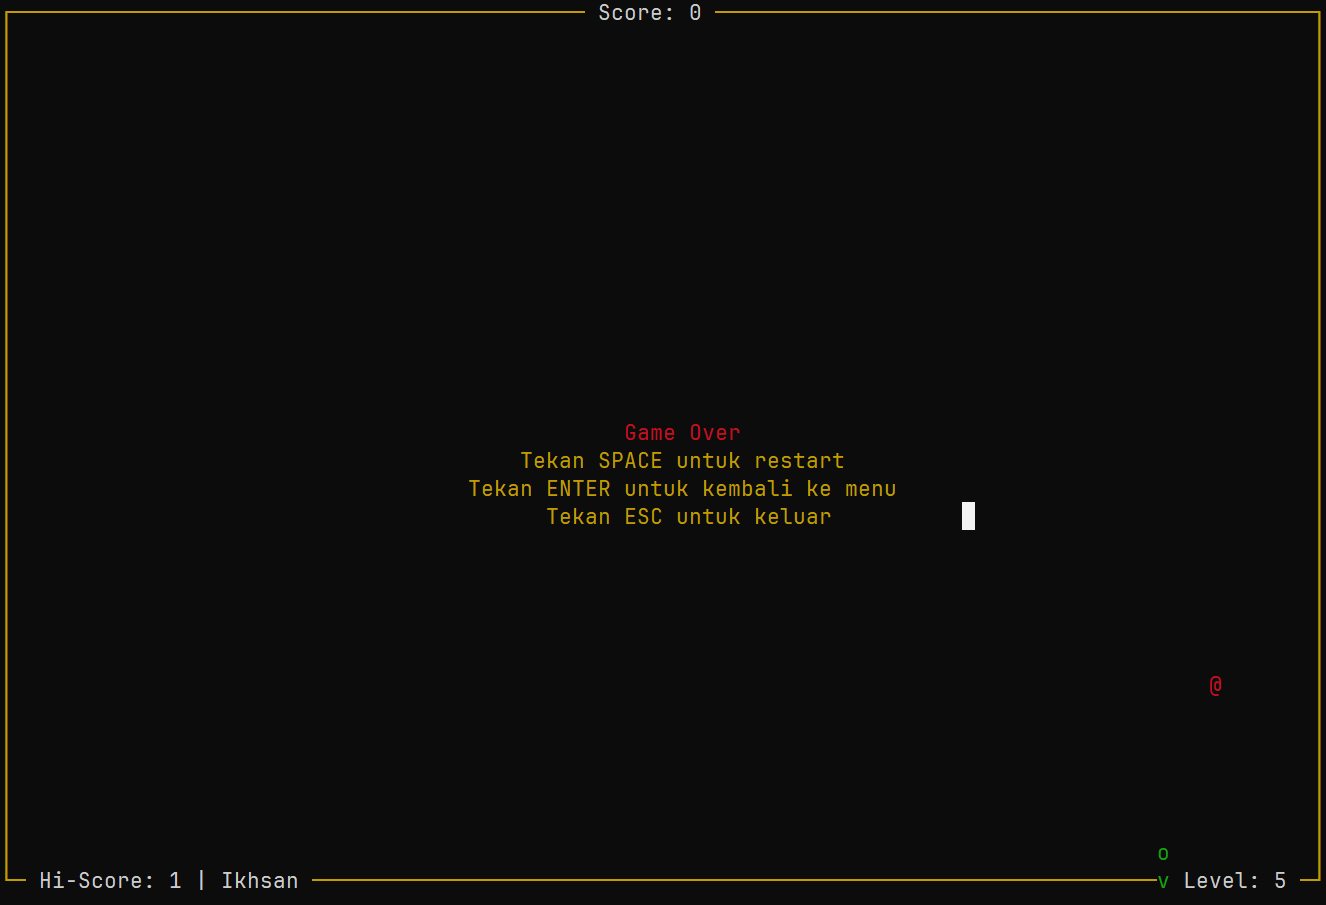 Score: 0
Game Over
Tekan SPACE untuk restart
Tekan ENTER untuk kembali ke menu
Tekan ESC untuk keluar
@
o
Hi-Score: 1 | Ikhsan
v Level: 5